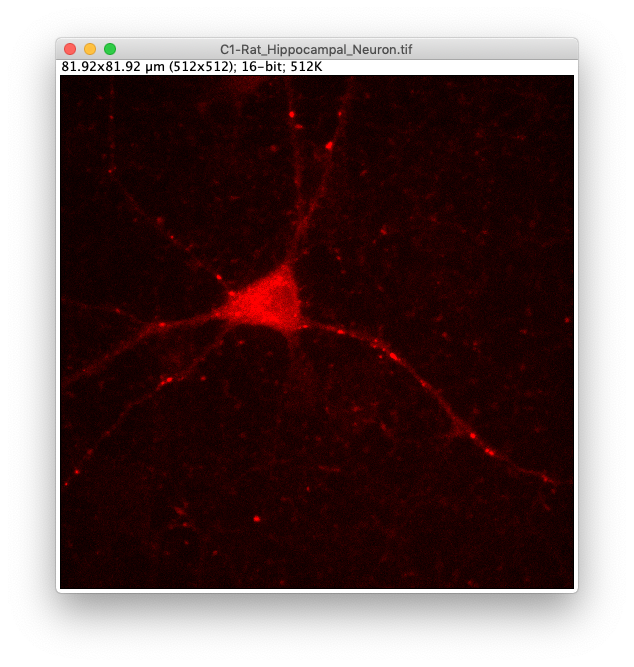 C1-Rat_Hippocampal_Neuron.tif
81.92x81.92 µm (512x512); 16-bit; 512K